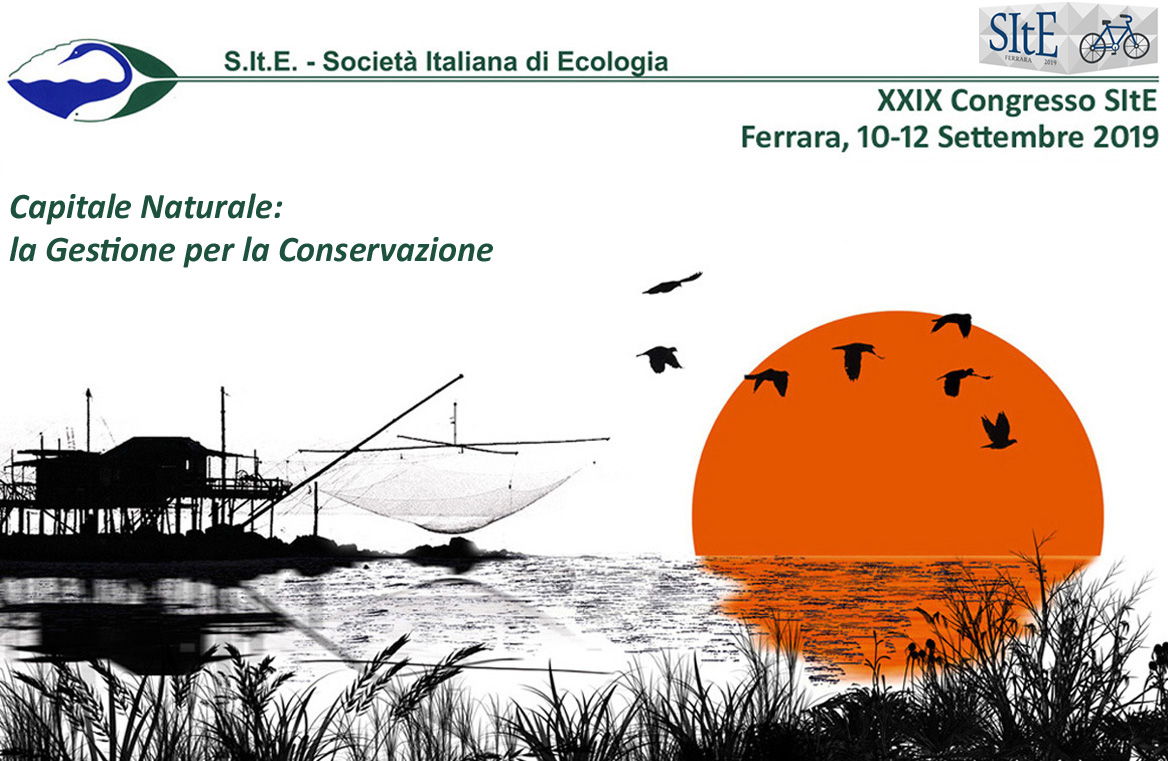 S.It.E. - Società Italiana di Ecologia
SItE
FERRARA 2019
XXIX Congresso SItE
Ferrara, 10-12 Settembre 2019
Capitale Naturale:
la Gestione per la Conservazione